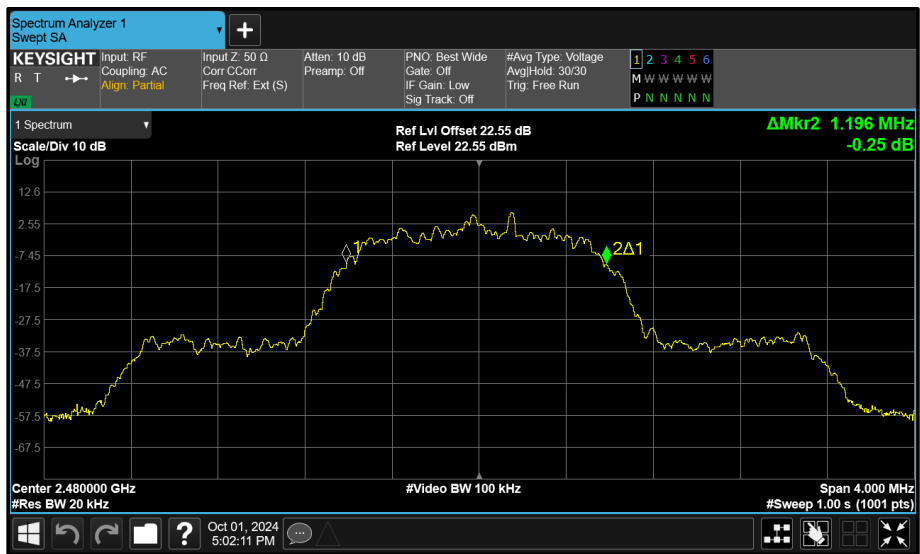 Spectrum Analyzer 1
Swept SA
KEYSIGHT
R T
LXI
Input: RF
Coupling: AC
Align: Partial
Input Z: 50 Ω
Corr CCorr
Freq Ref: Ext (S)
Atten: 10 dB
Preamp: Off
PNO: Best Wide
Gate: Off
IF Gain: Low
Sig Track: Off
#Avg Type: Voltage
Avg|Hold: 30/30
Trig: Free Run
1 2 3 4 5 6
M W W W W W
P N N N N N
1 Spectrum
Scale/Div 10 dB
Log
Ref Lvl Offset 22.55 dB
Ref Level 22.55 dBm
ΔMkr2 1.196 MHz
-0.25 dB
12.6
2.55
-7.45
-17.5
-27.5
-37.5
-47.5
-57.5
-67.5
1
2Δ1
Center 2.480000 GHz
#Res BW 20 kHz
#Video BW 100 kHz
Span 4.000 MHz
#Sweep 1.00 s (1001 pts)
?
Oct 01, 2024
5:02:11 PM